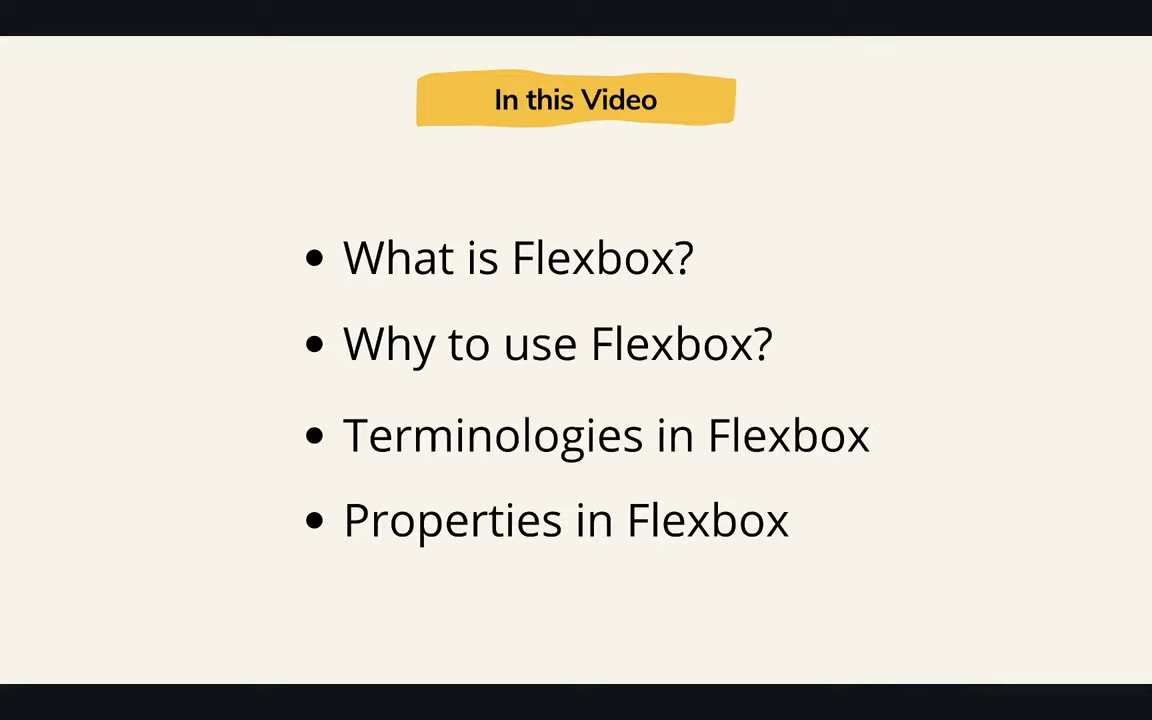 In this Video
• What is Flexbox?
• Why to use Flexbox?
• Terminologies in Flexbox
• Properties in Flexbox